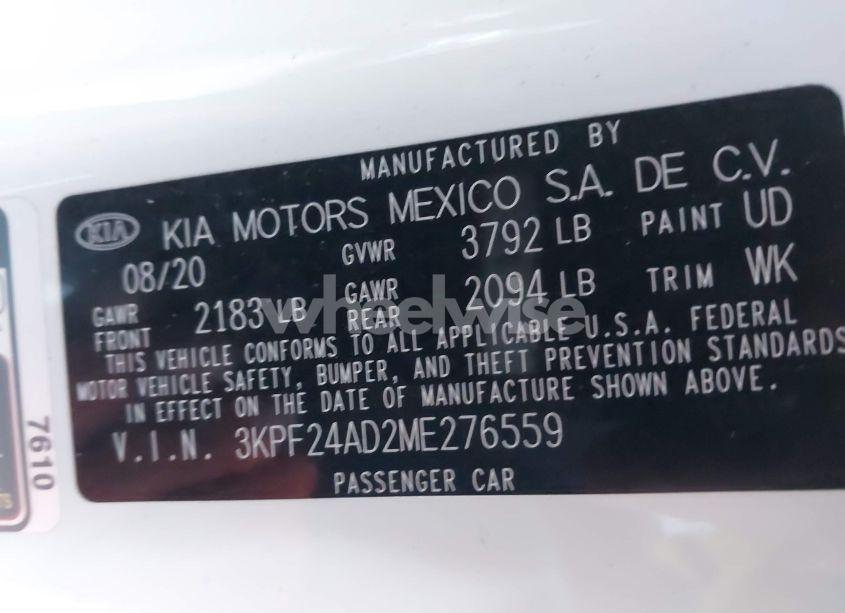 MANUFACTURED BY
KIA KIA MOTORS MEXICO S.A. DE C.V.
08/20 GVWR 3792 LB PAINT UD
GAWR FRONT 2183 LB GAWR REAR 2094 LB TRIM WK
THIS VEHICLE CONFORMS TO ALL APPLICABLE U.S.A. FEDERAL
MOTOR VEHICLE SAFETY, BUMPER, AND THEFT PREVENTION STANDARDS
IN EFFECT ON THE DATE OF MANUFACTURE SHOWN ABOVE.
V.I.N. 3KPF24AD2ME276559
PASSENGER CAR
7610
wheelwise